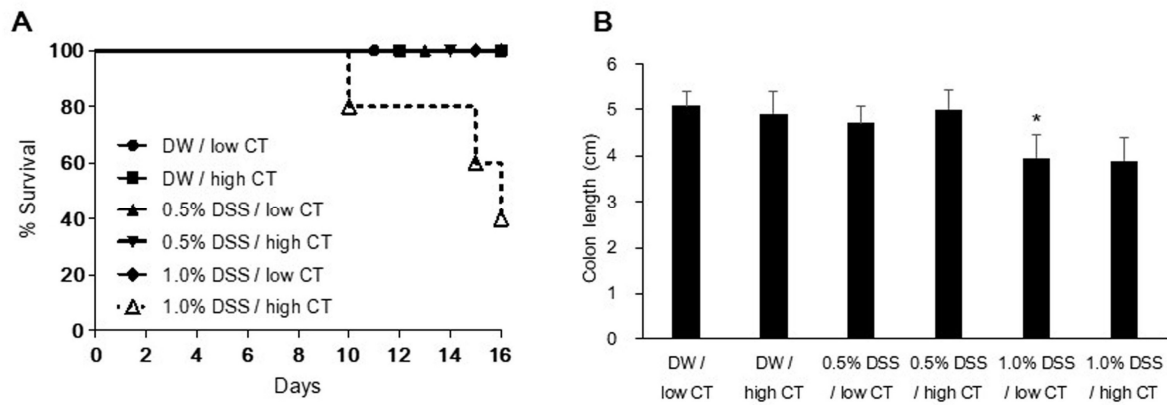 A
% Survival
100
80
60
40
20
0
DW / low CT
DW / high CT
0.5% DSS / low CT
0.5% DSS / high CT
1.0% DSS / low CT
1.0% DSS / high CT
0 2 4 6 8 10 12 14 16
Days
B
Colon length (cm)
6
5
4
3
2
1
0
*
DW / DW / 0.5% DSS 0.5% DSS 1.0% DSS 1.0% DSS
low CT high CT / low CT / high CT / low CT / high CT